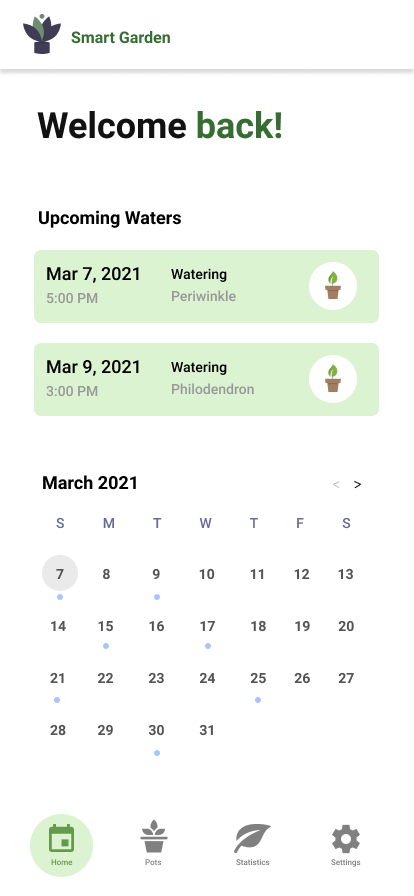 Smart Garden
Welcome back!
Upcoming Waters
Mar 7, 2021 Watering
5:00 PM Periwinkle
Mar 9, 2021 Watering
3:00 PM Philodendron
March 2021 < >
S M T W T F S
7 8 9 10 11 12 13
14 15 16 17 18 19 20
21 22 23 24 25 26 27
28 29 30 31
Home Pots Statistics Settings